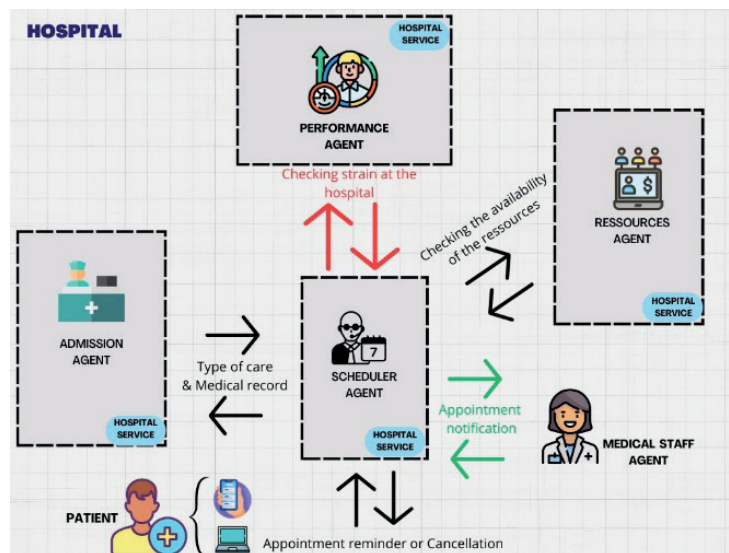 HOSPITAL
HOSPITAL
SERVICE
PERFORMANCE
AGENT
Checking strain at the
hospital
Checking the availability
of the ressources
RESSOURCES
AGENT
HOSPITAL
SERVICE
ADMISSION
AGENT
HOSPITAL
SERVICE
Type of care
& Medical record
7
SCHEDULER
AGENT
HOSPITAL
SERVICE
Appointment
notification
MEDICAL STAFF
AGENT
PATIENT
Appointment reminder or Cancellation